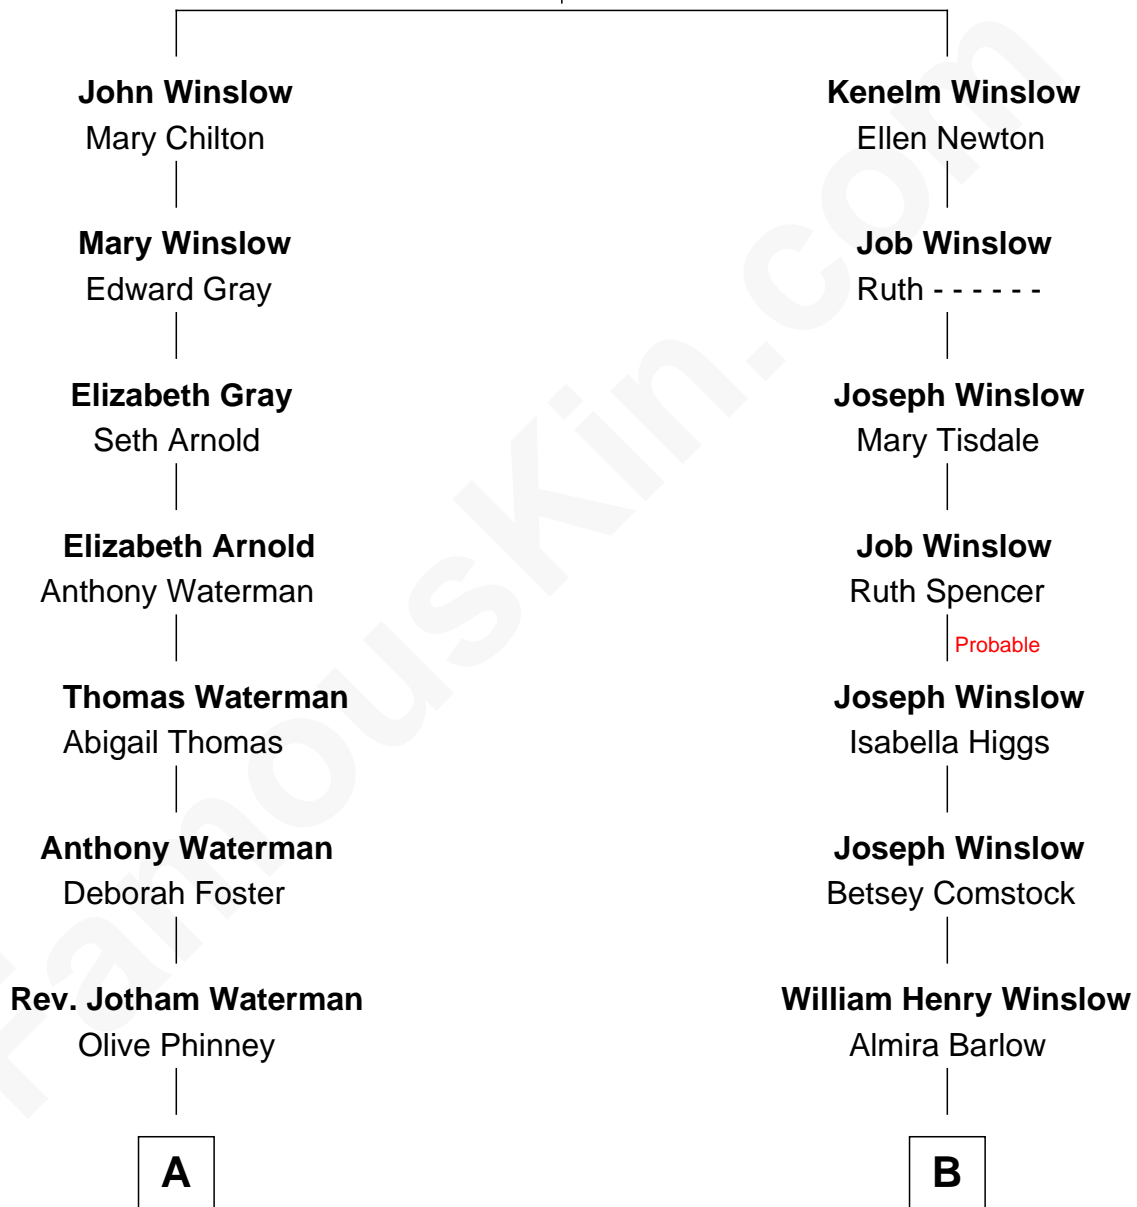 John Winslow
Mary Chilton
Mary Winslow
Edward Gray
Elizabeth Gray
Seth Arnold
Elizabeth Arnold
Anthony Waterman
Thomas Waterman
Abigail Thomas
Anthony Waterman
Deborah Foster
Rev. Jotham Waterman
Olive Phinney
A
Kenelm Winslow
Ellen Newton
Job Winslow
Ruth - - - - - -
Joseph Winslow
Mary Tisdale
Job Winslow
Ruth Spencer
Probable
Joseph Winslow
Isabella Higgs
Joseph Winslow
Betsey Comstock
William Henry Winslow
Almira Barlow
B
FamousKin.com